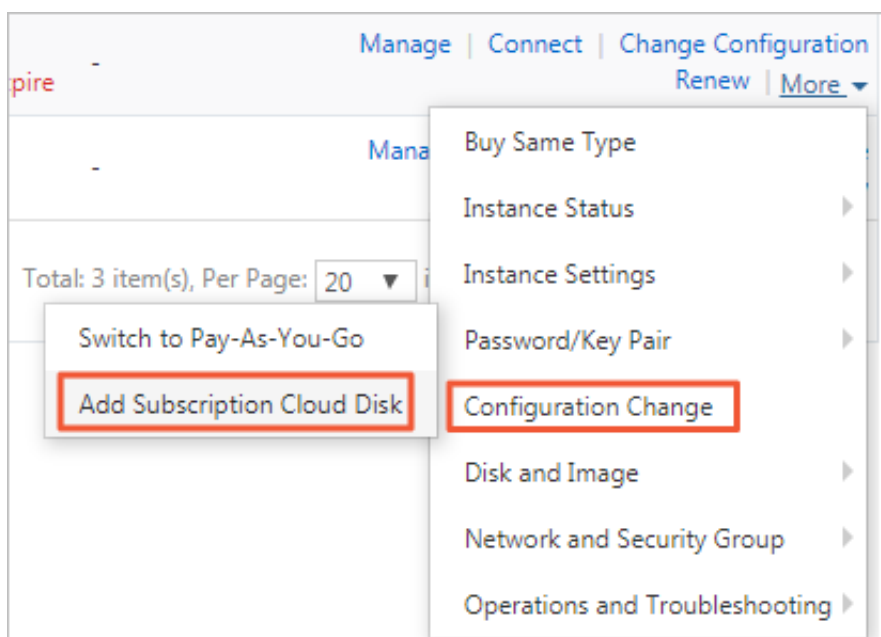 Manage | Connect | Change Configuration
-
pire
Renew | More
Buy Same Type
-
Mana
Instance Status
Total: 3 item(s), Per Page: 20
Instance Settings
Switch to Pay-As-You-Go
Password/Key Pair
Add Subscription Cloud Disk
Configuration Change
Disk and Image
Network and Security Group
Operations and Troubleshooting